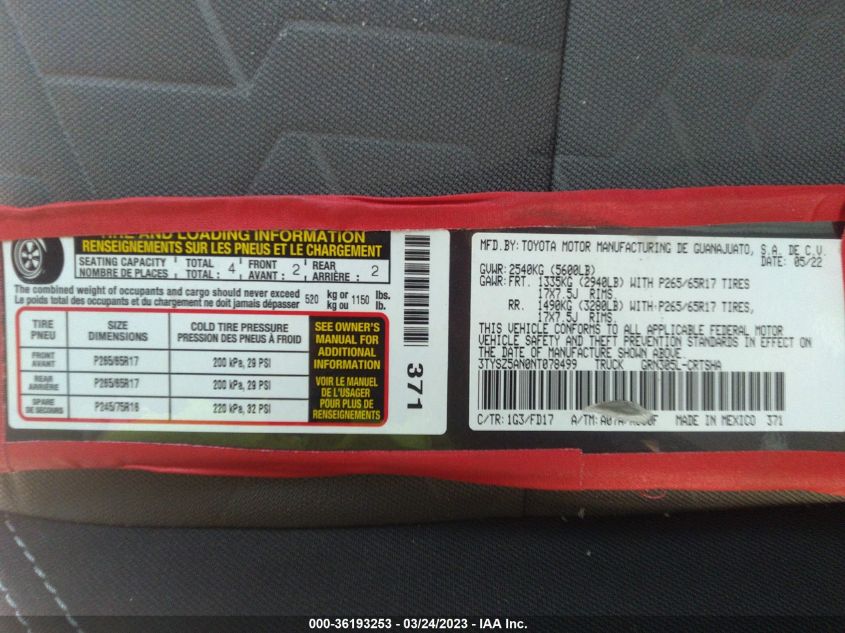 TIRE AND LOADING INFORMATION
RENSEIGNEMENTS SUR LES PNEUS ET LE CHARGEMENT
SEATING CAPACITY TOTAL FRONT REAR
NOMBRE DE PLACES TOTAL : 4 AVANT : 2 ARRIÈRE : 2
The combined weight of occupants and cargo should never exceed 520 kg or 1150 lbs.
Le poids total des occupants et du chargement ne doit jamais dépasser kg ou lb.
TIRE SIZE COLD TIRE PRESSURE
PNEU DIMENSIONS PRESSION DES PNEUS À FROID
FRONT AVANT P265/65R17 200 kPa, 29 PSI
REAR ARRIÈRE P265/65R17 200 kPa, 29 PSI
SPARE DE SECOURS P245/75R16 220 kPa, 32 PSI
SEE OWNER'S
MANUAL FOR
ADDITIONAL
INFORMATION
VOIR LE MANUEL
DE L'USAGER
POUR PLUS DE
RENSEIGNEMENTS
371
MFD.BY:TOYOTA MOTOR MANUFACTURING DE GUANAJUATO, S.A. DE C.V.
DATE: 05/22
GVWR:2540KG (5600LB)
GAWR:FRT. 1335KG (2940LB) WITH P265/65R17 TIRES
17X7.5J RIMS
RR. 1490KG (3280LB) WITH P265/65R17 TIRES,
17X7.5J RIMS.
THIS VEHICLE CONFORMS TO ALL APPLICABLE FEDERAL MOTOR
VEHICLE SAFETY AND THEFT PREVENTION STANDARDS IN EFFECT ON
THE DATE OF MANUFACTURE SHOWN ABOVE.
3TYSZ5AN0NT078499 TRUCK GRN305L-CRTSHA
C/TR:1G3/FD17 A/TM: MADE IN MEXICO 371
000-36193253 - 03/24/2023 - IAA Inc.